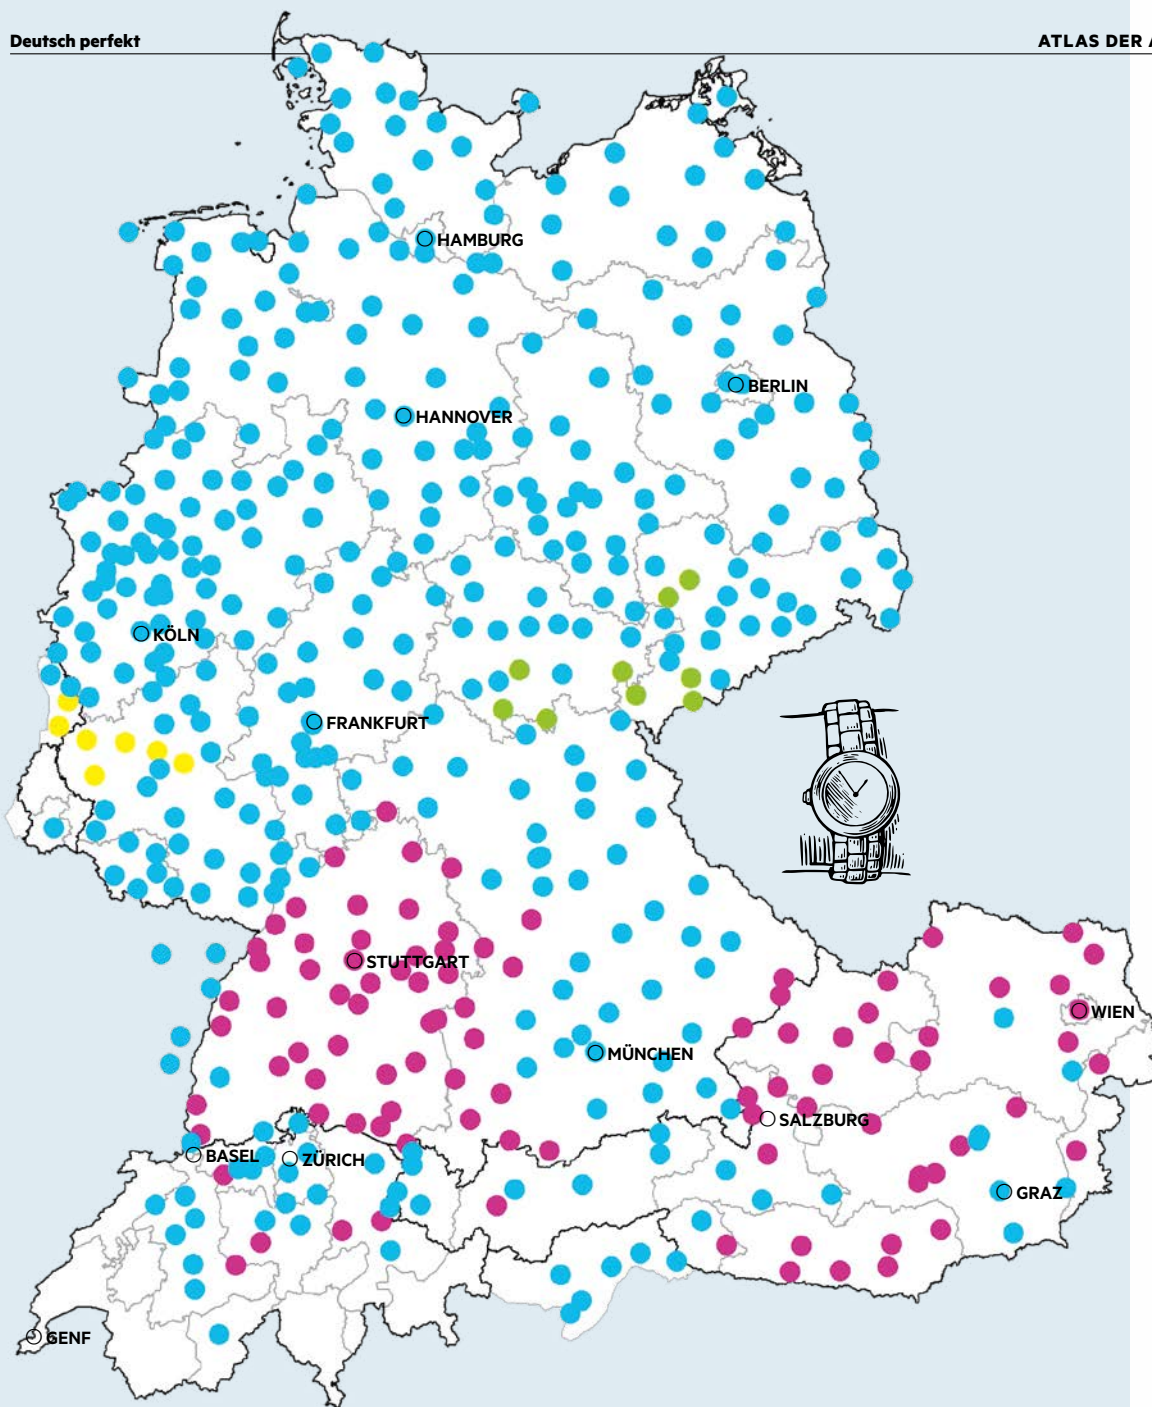 Deutsch perfekt
ATLAS DER A
HAMBURG
BERLIN
HANNOVER
KÖLN
FRANKFURT
STUTTGART
WIEN
MÜNCHEN
SALZBURG
BASEL
ZÜRICH
GRAZ
GENF